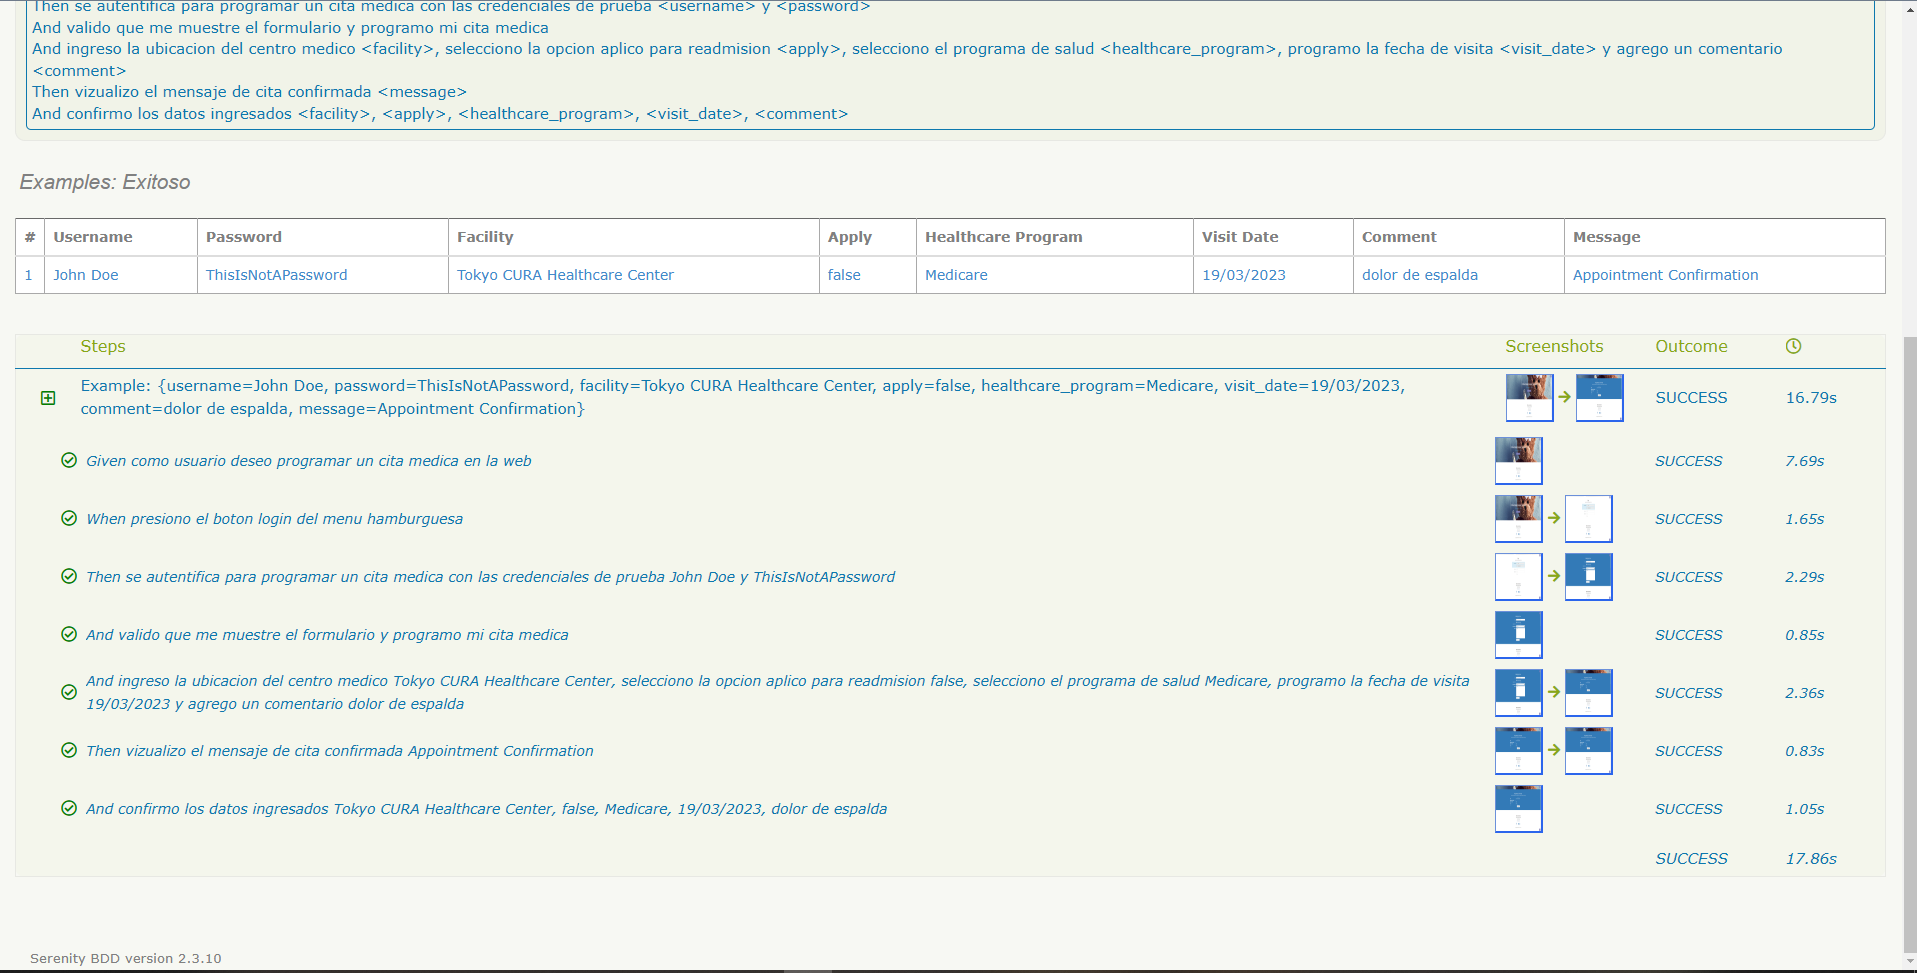 Then se autentifica para programar un cita medica con las credenciales de prueba <username> y <password>
And valido que me muestre el formulario y programo mi cita medica
And ingreso la ubicacion del centro medico <facility>, selecciono la opcion aplico para readmision <apply>, selecciono el programa de salud <healthcare_program>, programo la fecha de visita <visit_date> y agrego un comentario
<comment>
Then vizualizo el mensaje de cita confirmada <message>
And confirmo los datos ingresados <facility>, <apply>, <healthcare_program>, <visit_date>, <comment>
Examples: Exitoso
# Username Password Facility Apply Healthcare Program Visit Date Comment Message
1 John Doe ThisIsNotAPassword Tokyo CURA Healthcare Center false Medicare 19/03/2023 dolor de espalda Appointment Confirmation
Steps Screenshots Outcome
Example: {username=John Doe, password=ThisIsNotAPassword, facility=Tokyo CURA Healthcare Center, apply=false, healthcare_program=Medicare, visit_date=19/03/2023,
comment=dolor de espalda, message=Appointment Confirmation} SUCCESS 16.79s
Given como usuario deseo programar un cita medica en la web SUCCESS 7.69s
When presiono el boton login del menu hamburguesa SUCCESS 1.65s
Then se autentifica para programar un cita medica con las credenciales de prueba John Doe y ThisIsNotAPassword SUCCESS 2.29s
And valido que me muestre el formulario y programo mi cita medica SUCCESS 0.85s
And ingreso la ubicacion del centro medico Tokyo CURA Healthcare Center, selecciono la opcion aplico para readmision false, selecciono el programa de salud Medicare, programo la fecha de visita
19/03/2023 y agrego un comentario dolor de espalda SUCCESS 2.36s
Then vizualizo el mensaje de cita confirmada Appointment Confirmation SUCCESS 0.83s
And confirmo los datos ingresados Tokyo CURA Healthcare Center, false, Medicare, 19/03/2023, dolor de espalda SUCCESS 1.05s
SUCCESS 17.86s
Serenity BDD version 2.3.10